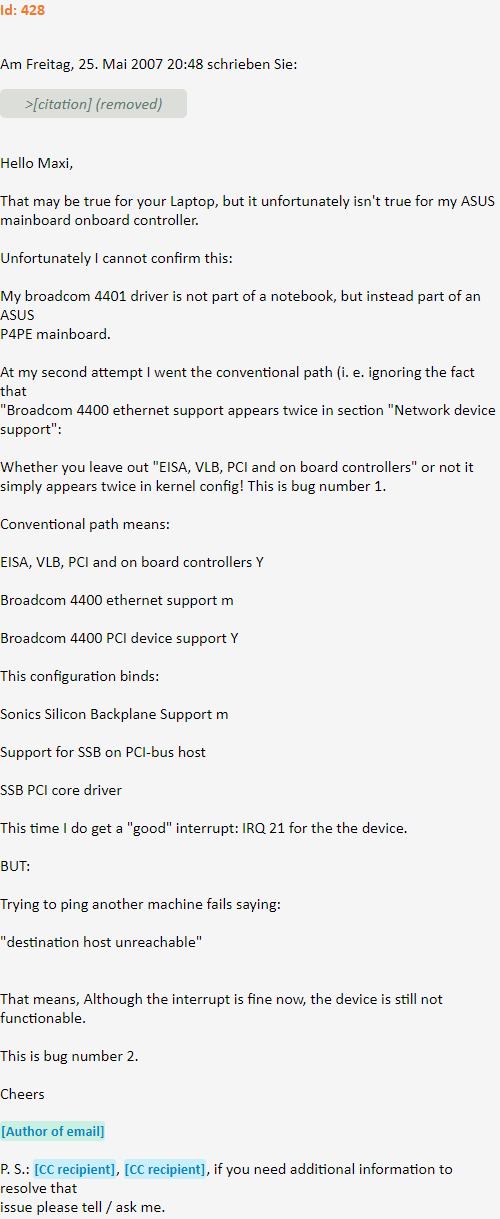 Id: 428
Am Freitag, 25. Mai 2007 20:48 schrieben Sie:
>[citation] (removed)
Hello Maxi,
That may be true for your Laptop, but it unfortunately isn't true for my ASUS
mainboard onboard controller.
Unfortunately I cannot confirm this:
My broadcom 4401 driver is not part of a notebook, but instead part of an
ASUS
P4PE mainboard.
At my second attempt I went the conventional path (i. e. ignoring the fact
that
"Broadcom 4400 ethernet support appears twice in section "Network device
support":
Whether you leave out "EISA, VLB, PCI and on board controllers" or not it
simply appears twice in kernel config! This is bug number 1.
Conventional path means:
EISA, VLB, PCI and on board controllers Y
Broadcom 4400 ethernet support m
Broadcom 4400 PCI device support Y
This configuration binds:
Sonics Silicon Backplane Support m
Support for SSB on PCI-bus host
SSB PCI core driver
This time I do get a "good" interrupt: IRQ 21 for the the device.
BUT:
Trying to ping another machine fails saying:
"destination host unreachable"
That means, Although the interrupt is fine now, the device is still not
functionable.
This is bug number 2.
Cheers
[Author of email]
P. S.: [CC recipient], [CC recipient], if you need additional information to
resolve that
issue please tell / ask me.